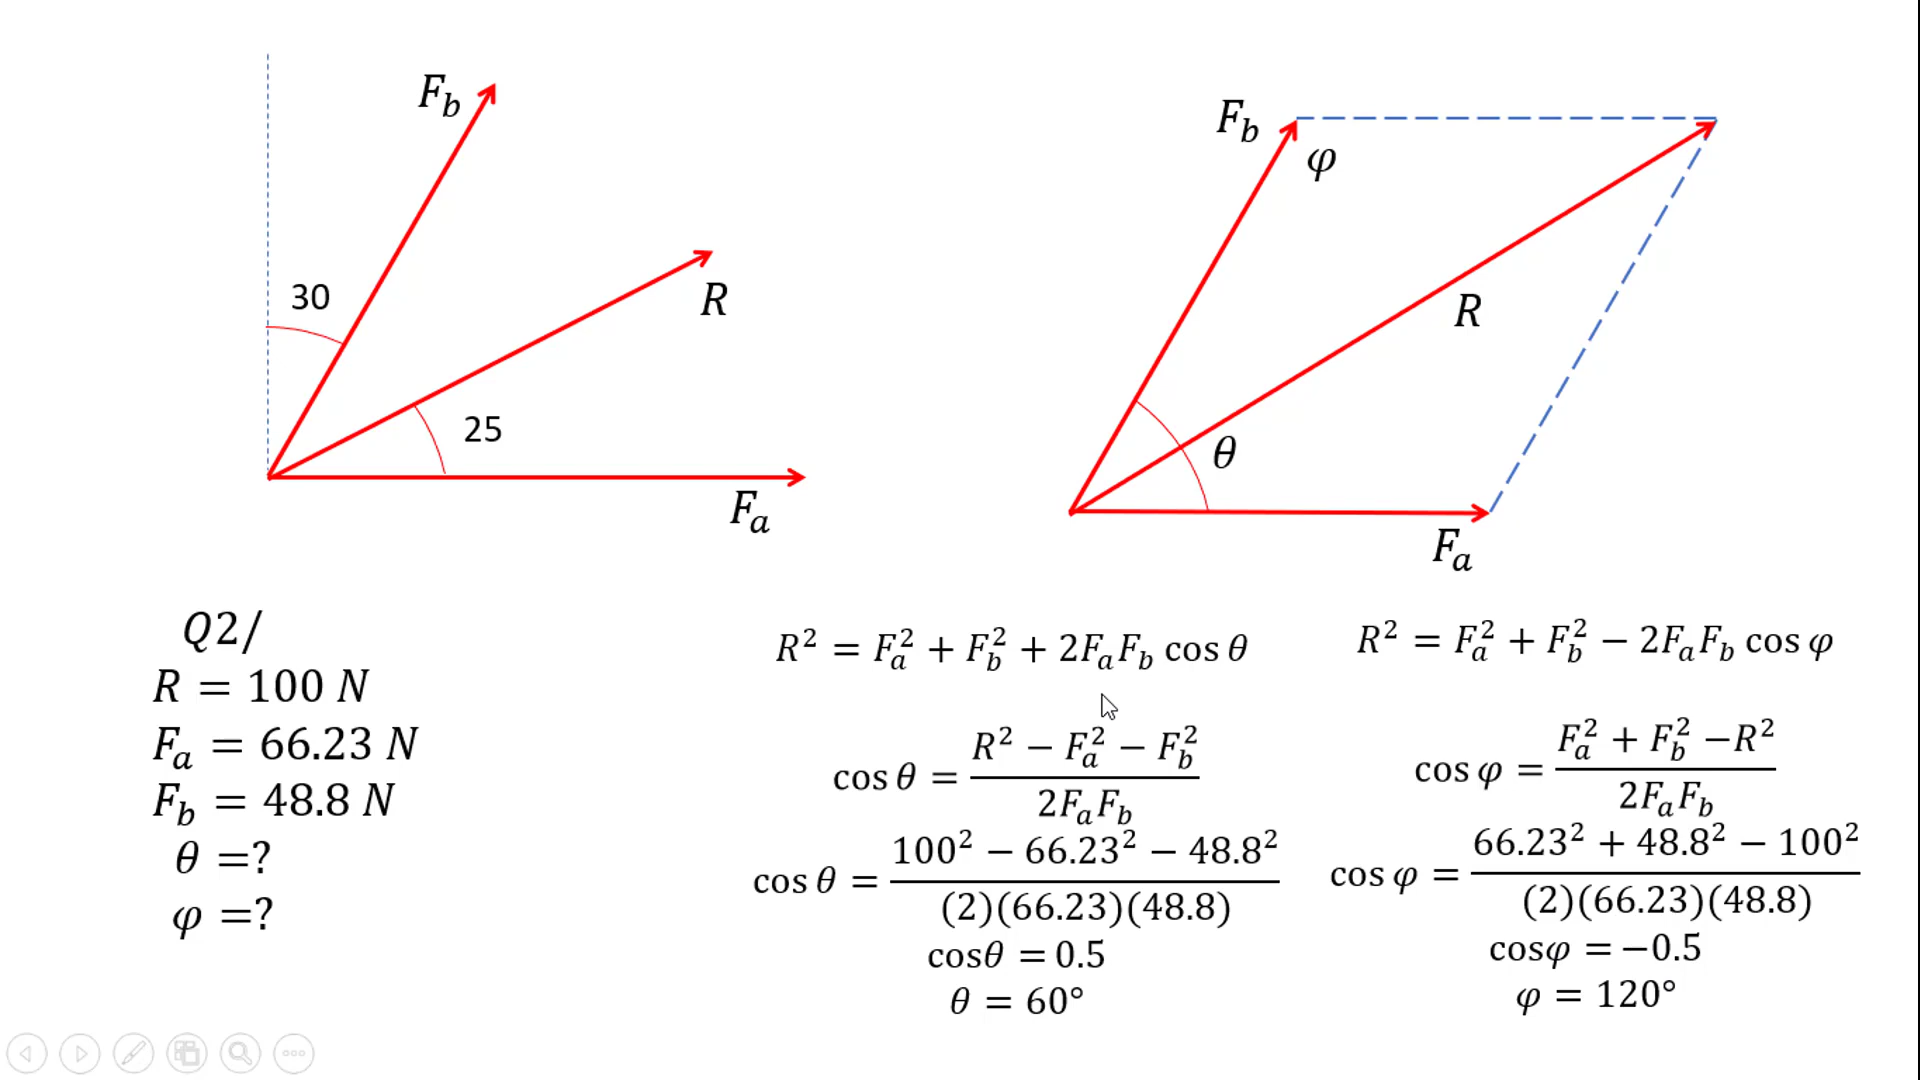 F_b
30
R
25
F_a
F_b
φ
R
θ
F_a
Q2/
R = 100 N
F_a = 66.23 N
F_b = 48.8 N
θ =?
φ =?
R² = F_a² + F_b² + 2F_aF_b cos θ
cos θ = (R² − F_a² − F_b²) / (2F_aF_b)
cos θ = (100² − 66.23² − 48.8²) / ((2)(66.23)(48.8))
cosθ = 0.5
θ = 60°
R² = F_a² + F_b² − 2F_aF_b cos φ
cos φ = (F_a² + F_b² −R²) / (2F_aF_b)
cos φ = (66.23² + 48.8² − 100²) / ((2)(66.23)(48.8))
cosφ = −0.5
φ = 120°